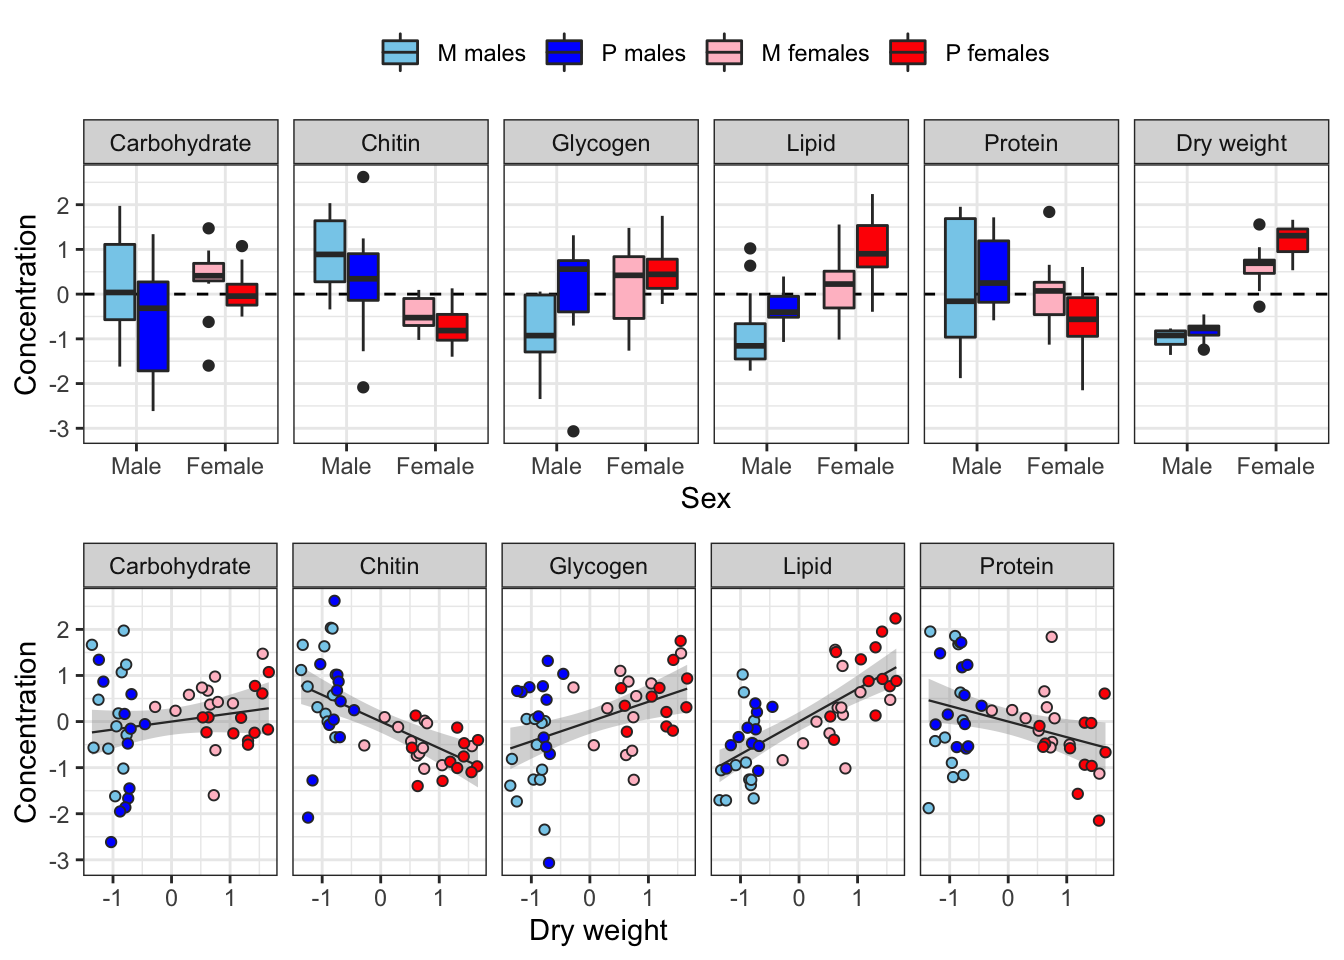 M males P males M females P females
Carbohydrate Chitin Glycogen Lipid Protein Dry weight
Concentration
2
1
0
-1
-2
-3
Male Female Male Female Male Female Male Female Male Female Male Female
Sex
Carbohydrate Chitin Glycogen Lipid Protein
Concentration
2
1
0
-1
-2
-3
-1 0 1 -1 0 1 -1 0 1 -1 0 1 -1 0 1
Dry weight